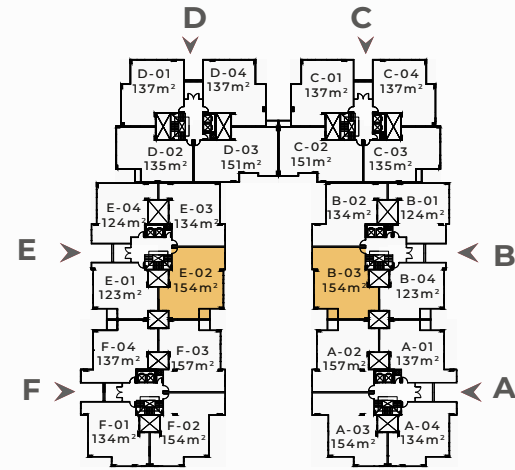 D
C
D-01
137m²
D-04
137m²
C-01
137m²
C-04
137m²
D-02
135m²
D-03
151m²
C-02
151m²
C-03
135m²
E-04
124m²
E-03
134m²
B-02
134m²
B-01
124m²
E
B
E-01
123m²
E-02
154m²
B-03
154m²
B-04
123m²
F-04
137m²
F-03
157m²
A-02
157m²
A-01
137m²
F
A
F-01
134m²
F-02
154m²
A-03
154m²
A-04
134m²